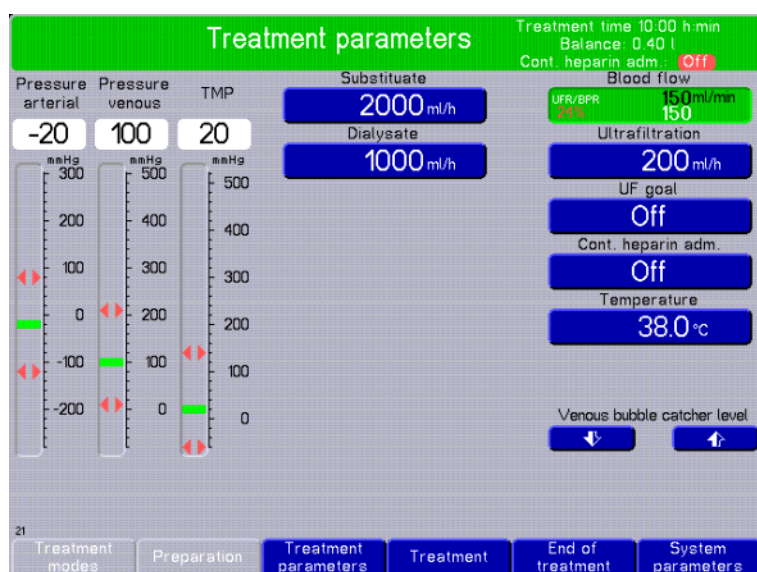 Treatment parameters
Treatment time 10:00 h:min
Balance: 0.40 l
Cont. heparin adm.: Off
Pressure arterial
Pressure venous
TMP
-20
100
20
mmHg
300
200
100
0
-100
-200
mmHg
500
400
300
200
100
0
mmHg
500
400
300
200
100
0
Substituate
2000 ml/h
Dialysate
1000 ml/h
Blood flow
UFR/BPR 150 ml/min
24% 150
Ultrafiltration
200 ml/h
UF goal
Off
Cont. heparin adm.
Off
Temperature
38.0 °C
Venous bubble catcher level
21
Treatment modes
Preparation
Treatment parameters
Treatment
End of treatment
System parameters